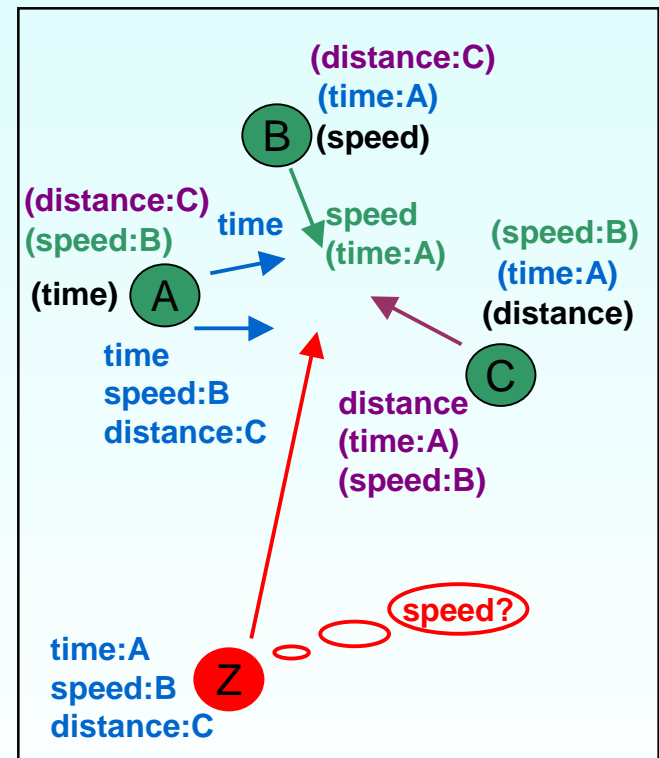 (distance:C)
(time:A)
B (speed)
(distance:C)
(speed:B)
time
speed
(time:A)
(speed:B)
(time:A)
(distance)
(time) A
time
speed:B
distance:C
C
distance
(time:A)
(speed:B)
speed?
time:A
speed:B
distance:C
Z